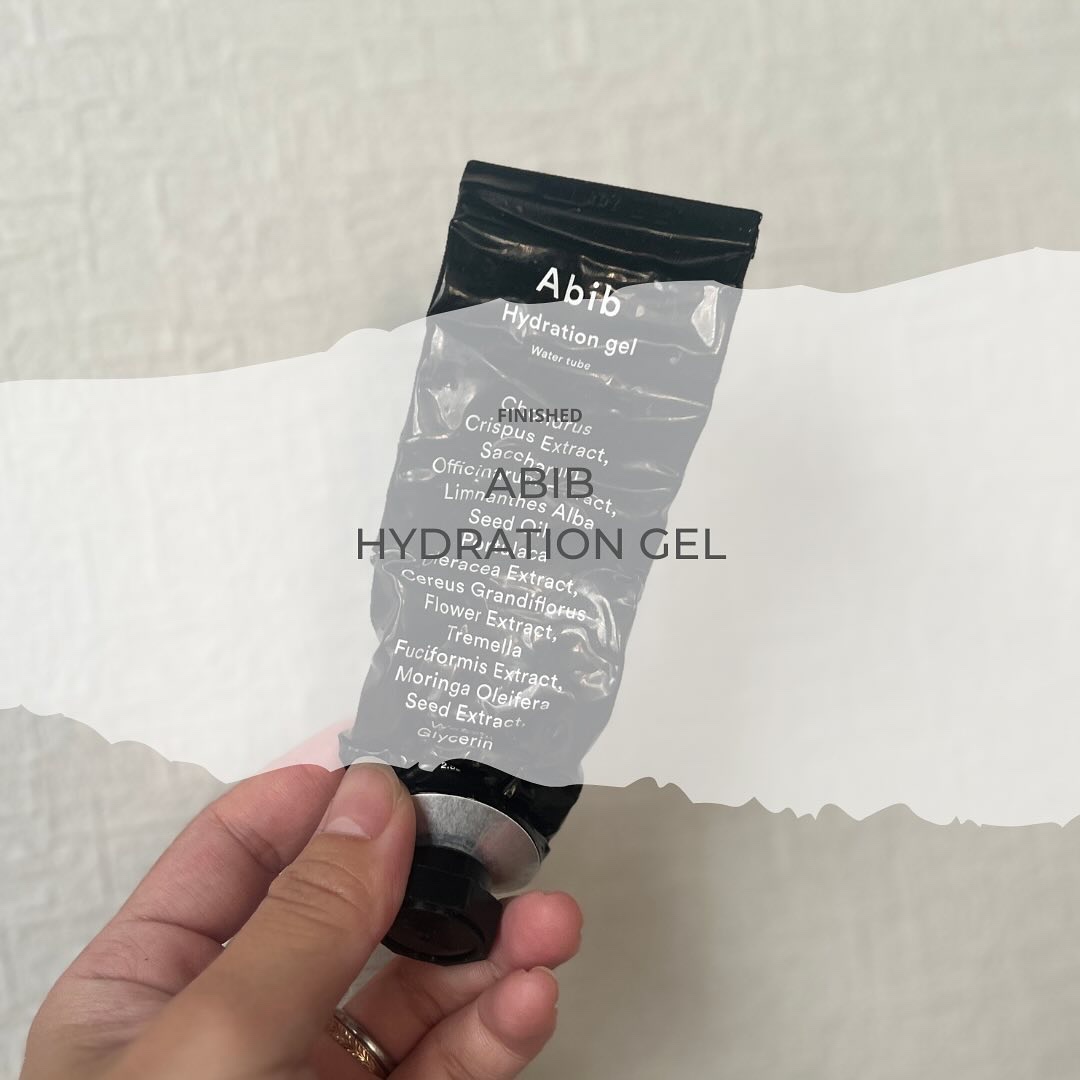 Abib
Hydration gel
Water tube
FINISHED
ABIB
HYDRATION GEL
Crispus Extract,
Limnanthes Alba
Seed Oil
Cereus Grandiflorus
Flower Extract,
Tremella
Fuciformis Extract,
Moringa Oleifera
Seed Extract,
Glycerin